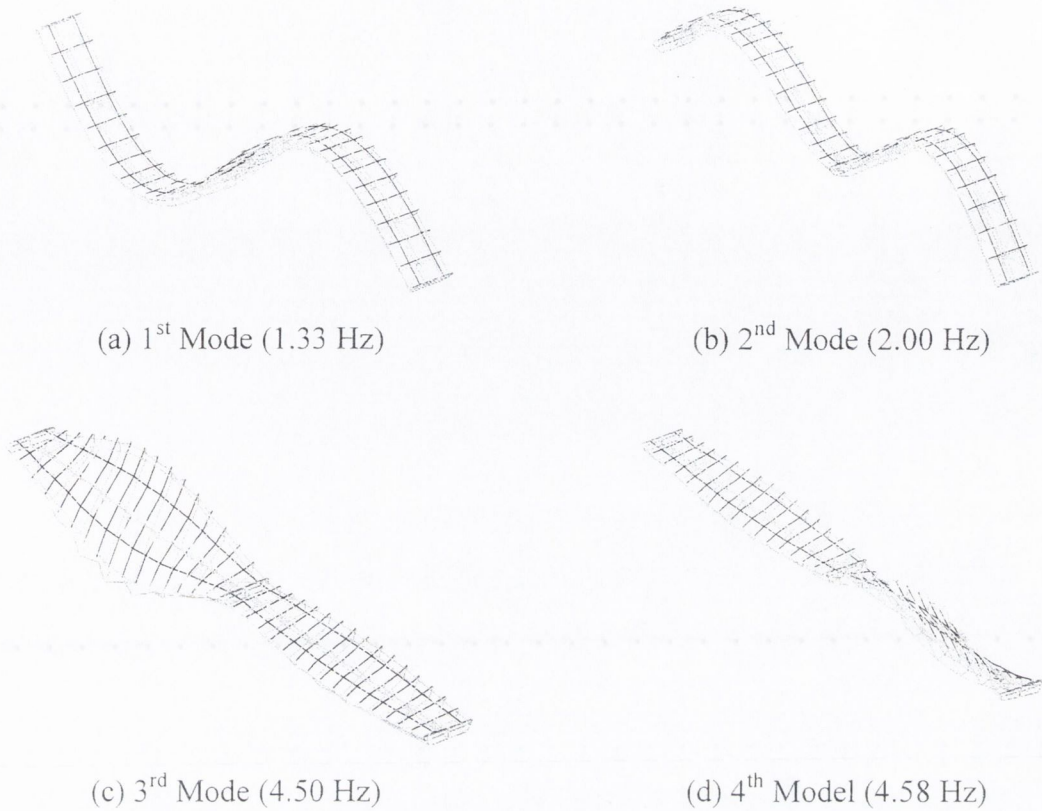 (a) 1st Mode (1.33 Hz)
(b) 2nd Mode (2.00 Hz)
(c) 3rd Mode (4.50 Hz)
(d) 4th Model (4.58 Hz)